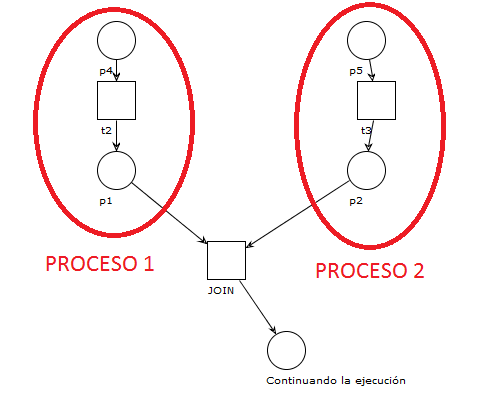 p4
p5
t2
t3
p1
p2
PROCESO 1
PROCESO 2
JOIN
Continuando la ejecución